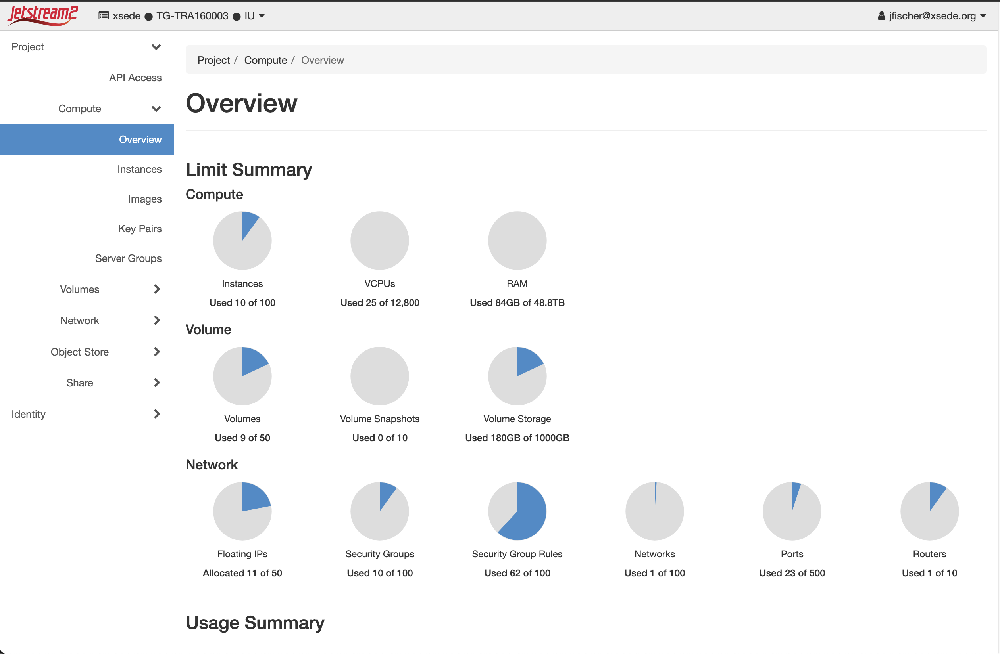 Jetstream2
xsede ● TG-TRA160003 ● IU
jfischer@xsede.org
Project
API Access
Compute
Overview
Instances
Images
Key Pairs
Server Groups
Volumes
Network
Object Store
Share
Identity
Project / Compute / Overview
Overview
Limit Summary
Compute
Instances
Used 10 of 100
VCPUs
Used 25 of 12,800
RAM
Used 84GB of 48.8TB
Volume
Volumes
Used 9 of 50
Volume Snapshots
Used 0 of 10
Volume Storage
Used 180GB of 1000GB
Network
Floating IPs
Allocated 11 of 50
Security Groups
Used 10 of 100
Security Group Rules
Used 62 of 100
Networks
Used 1 of 100
Ports
Used 23 of 500
Routers
Used 1 of 10
Usage Summary